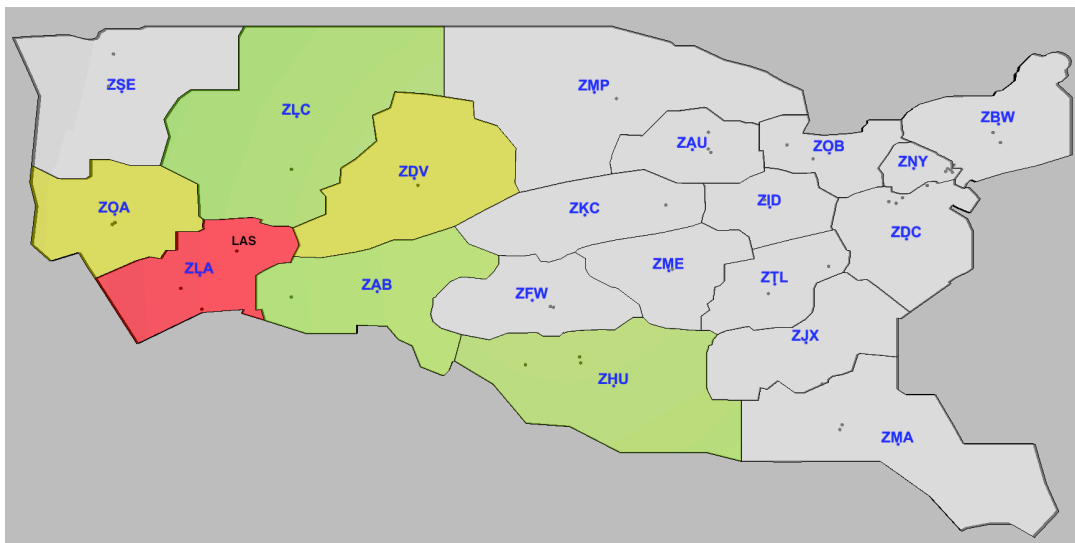 ZSE
ZLC
ZMP
ZBW
ZAU
ZOB
ZNY
ZDV
ZOA
ZKC
ZID
ZDC
LAS
ZLA
ZAB
ZFW
ZME
ZTL
ZJX
ZHU
ZMA